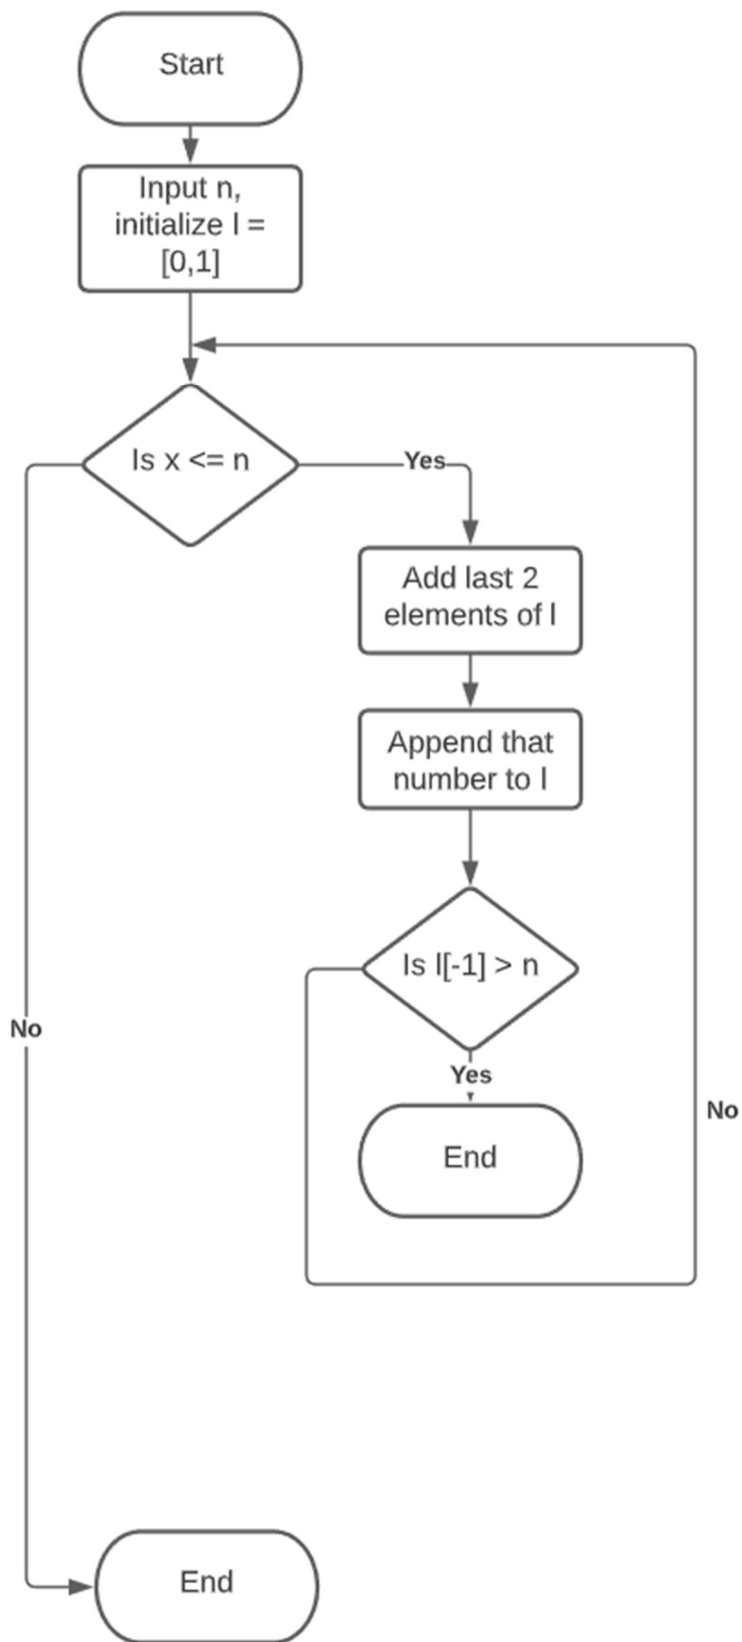 Start
Input n,
initialize l =
[0,1]
Is x <= n
Yes
Add last 2
elements of l
Append that
number to l
Is l[-1] > n
No
Yes
No
End
End